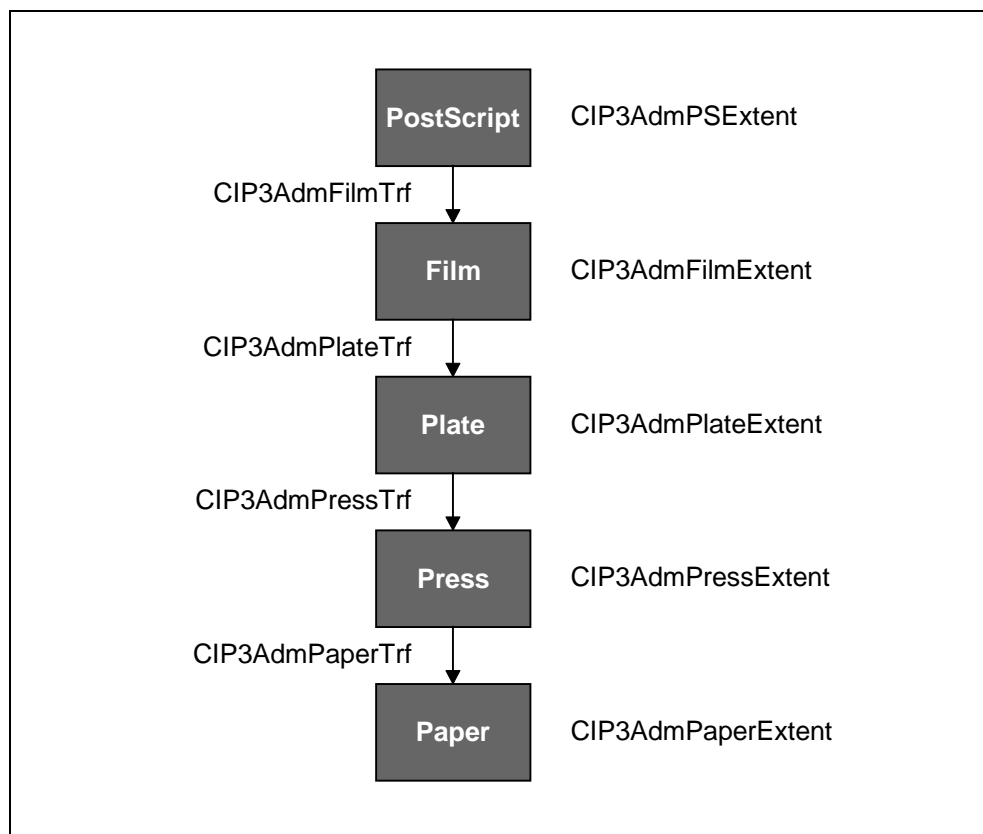 PostScript
CIP3AdmPSExtent
CIP3AdmFilmTrf
Film
CIP3AdmFilmExtent
CIP3AdmPlateTrf
Plate
CIP3AdmPlateExtent
CIP3AdmPressTrf
Press
CIP3AdmPressExtent
CIP3AdmPaperTrf
Paper
CIP3AdmPaperExtent